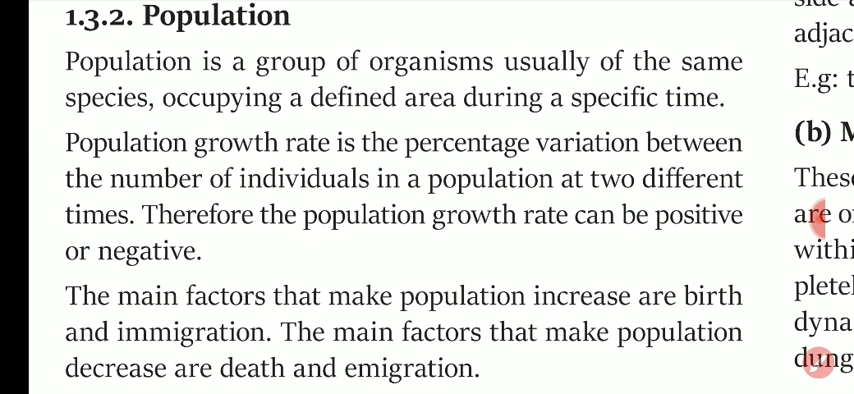 1.3.2. Population
Population is a group of organisms usually of the same
species, occupying a defined area during a specific time.
Population growth rate is the percentage variation between
the number of individuals in a population at two different
times. Therefore the population growth rate can be positive
or negative.
The main factors that make population increase are birth
and immigration. The main factors that make population
decrease are death and emigration.
adjac
E.g: t
(b) M
These
are o
withi
plete
dyna
dung